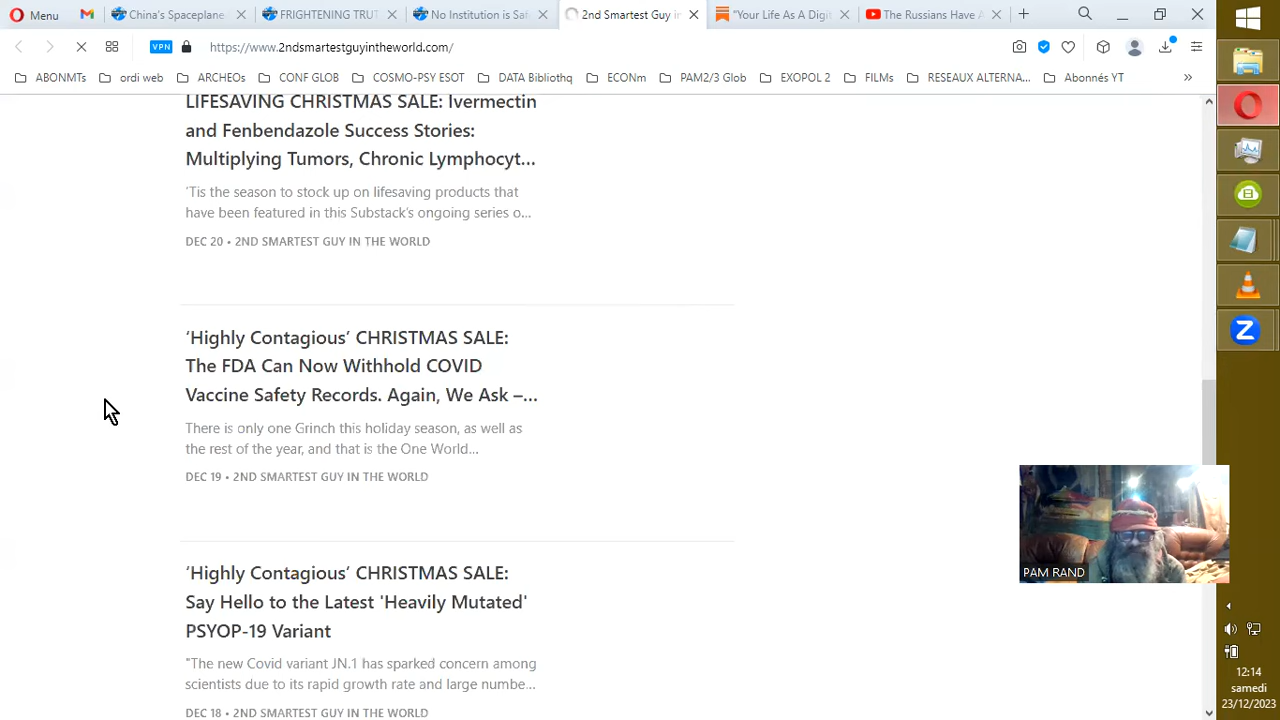 Menu
China's Spaceplane
FRIGHTENING TRUT
No Institution is Saf
2nd Smartest Guy in
"Your Life As A Digit
The Russians Have A
VPN
https://www.2ndsmartestguyintheworld.com/
ABONMTs
ordi web
ARCHEOs
CONF GLOB
COSMO-PSY ESOT
DATA Bibliothq
ECONm
PAM2/3 Glob
EXOPOL 2
FILMs
RESEAUX ALTERNA...
Abonnés YT
LIFESAVING CHRISTMAS SALE: Ivermectin
and Fenbendazole Success Stories:
Multiplying Tumors, Chronic Lymphocyt...
'Tis the season to stock up on lifesaving products that
have been featured in this Substack's ongoing series o...
DEC 20 • 2ND SMARTEST GUY IN THE WORLD
‘Highly Contagious’ CHRISTMAS SALE:
The FDA Can Now Withhold COVID
Vaccine Safety Records. Again, We Ask –...
There is only one Grinch this holiday season, as well as
the rest of the year, and that is the One World...
DEC 19 • 2ND SMARTEST GUY IN THE WORLD
‘Highly Contagious’ CHRISTMAS SALE:
Say Hello to the Latest 'Heavily Mutated'
PSYOP-19 Variant
"The new Covid variant JN.1 has sparked concern among
scientists due to its rapid growth rate and large numbe...
DEC 18 • 2ND SMARTEST GUY IN THE WORLD
PAM RAND
12:14
samedi
23/12/2023